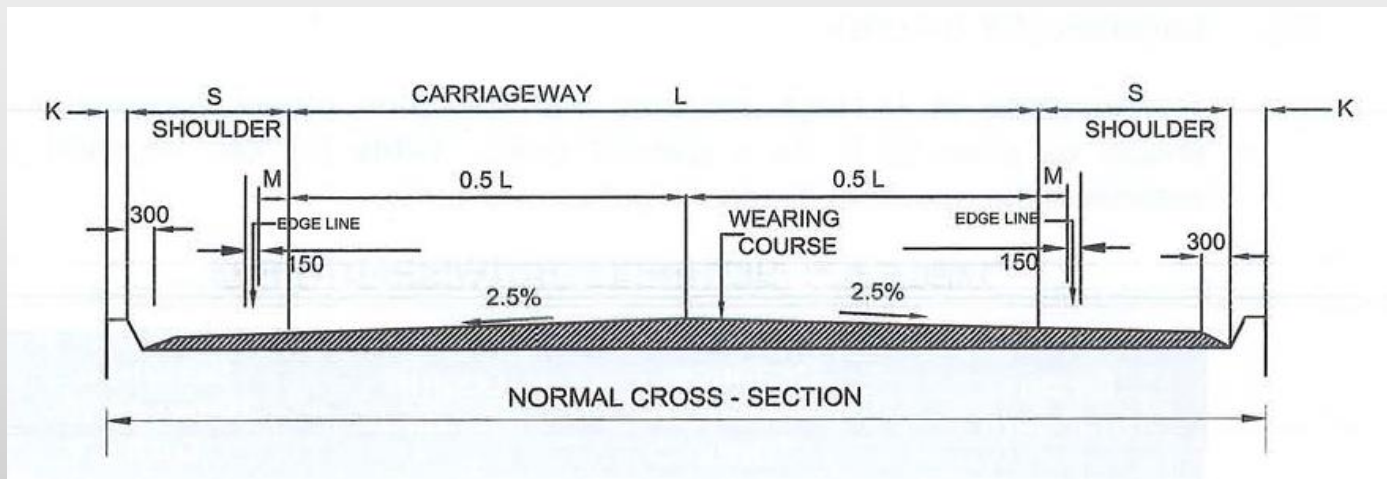 K
S
CARRIAGEWAY L
S
K
SHOULDER
SHOULDER
M
0.5 L
0.5 L
M
300
EDGE LINE
WEARING
COURSE
EDGE LINE
300
150
150
2.5%
2.5%
NORMAL CROSS - SECTION